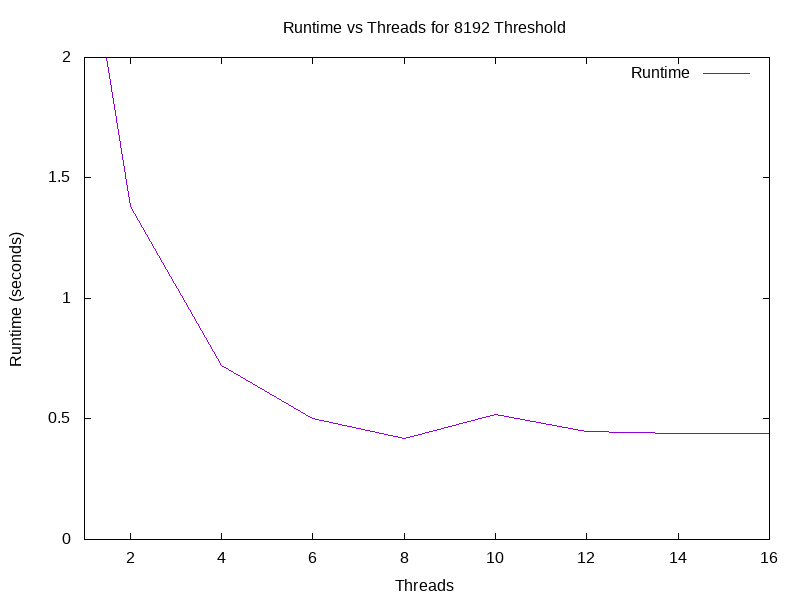 Runtime vs Threads for 8192 Threshold
Runtime
2
1.5
1
0.5
0
Runtime (seconds)
2 4 6 8 10 12 14 16
Threads